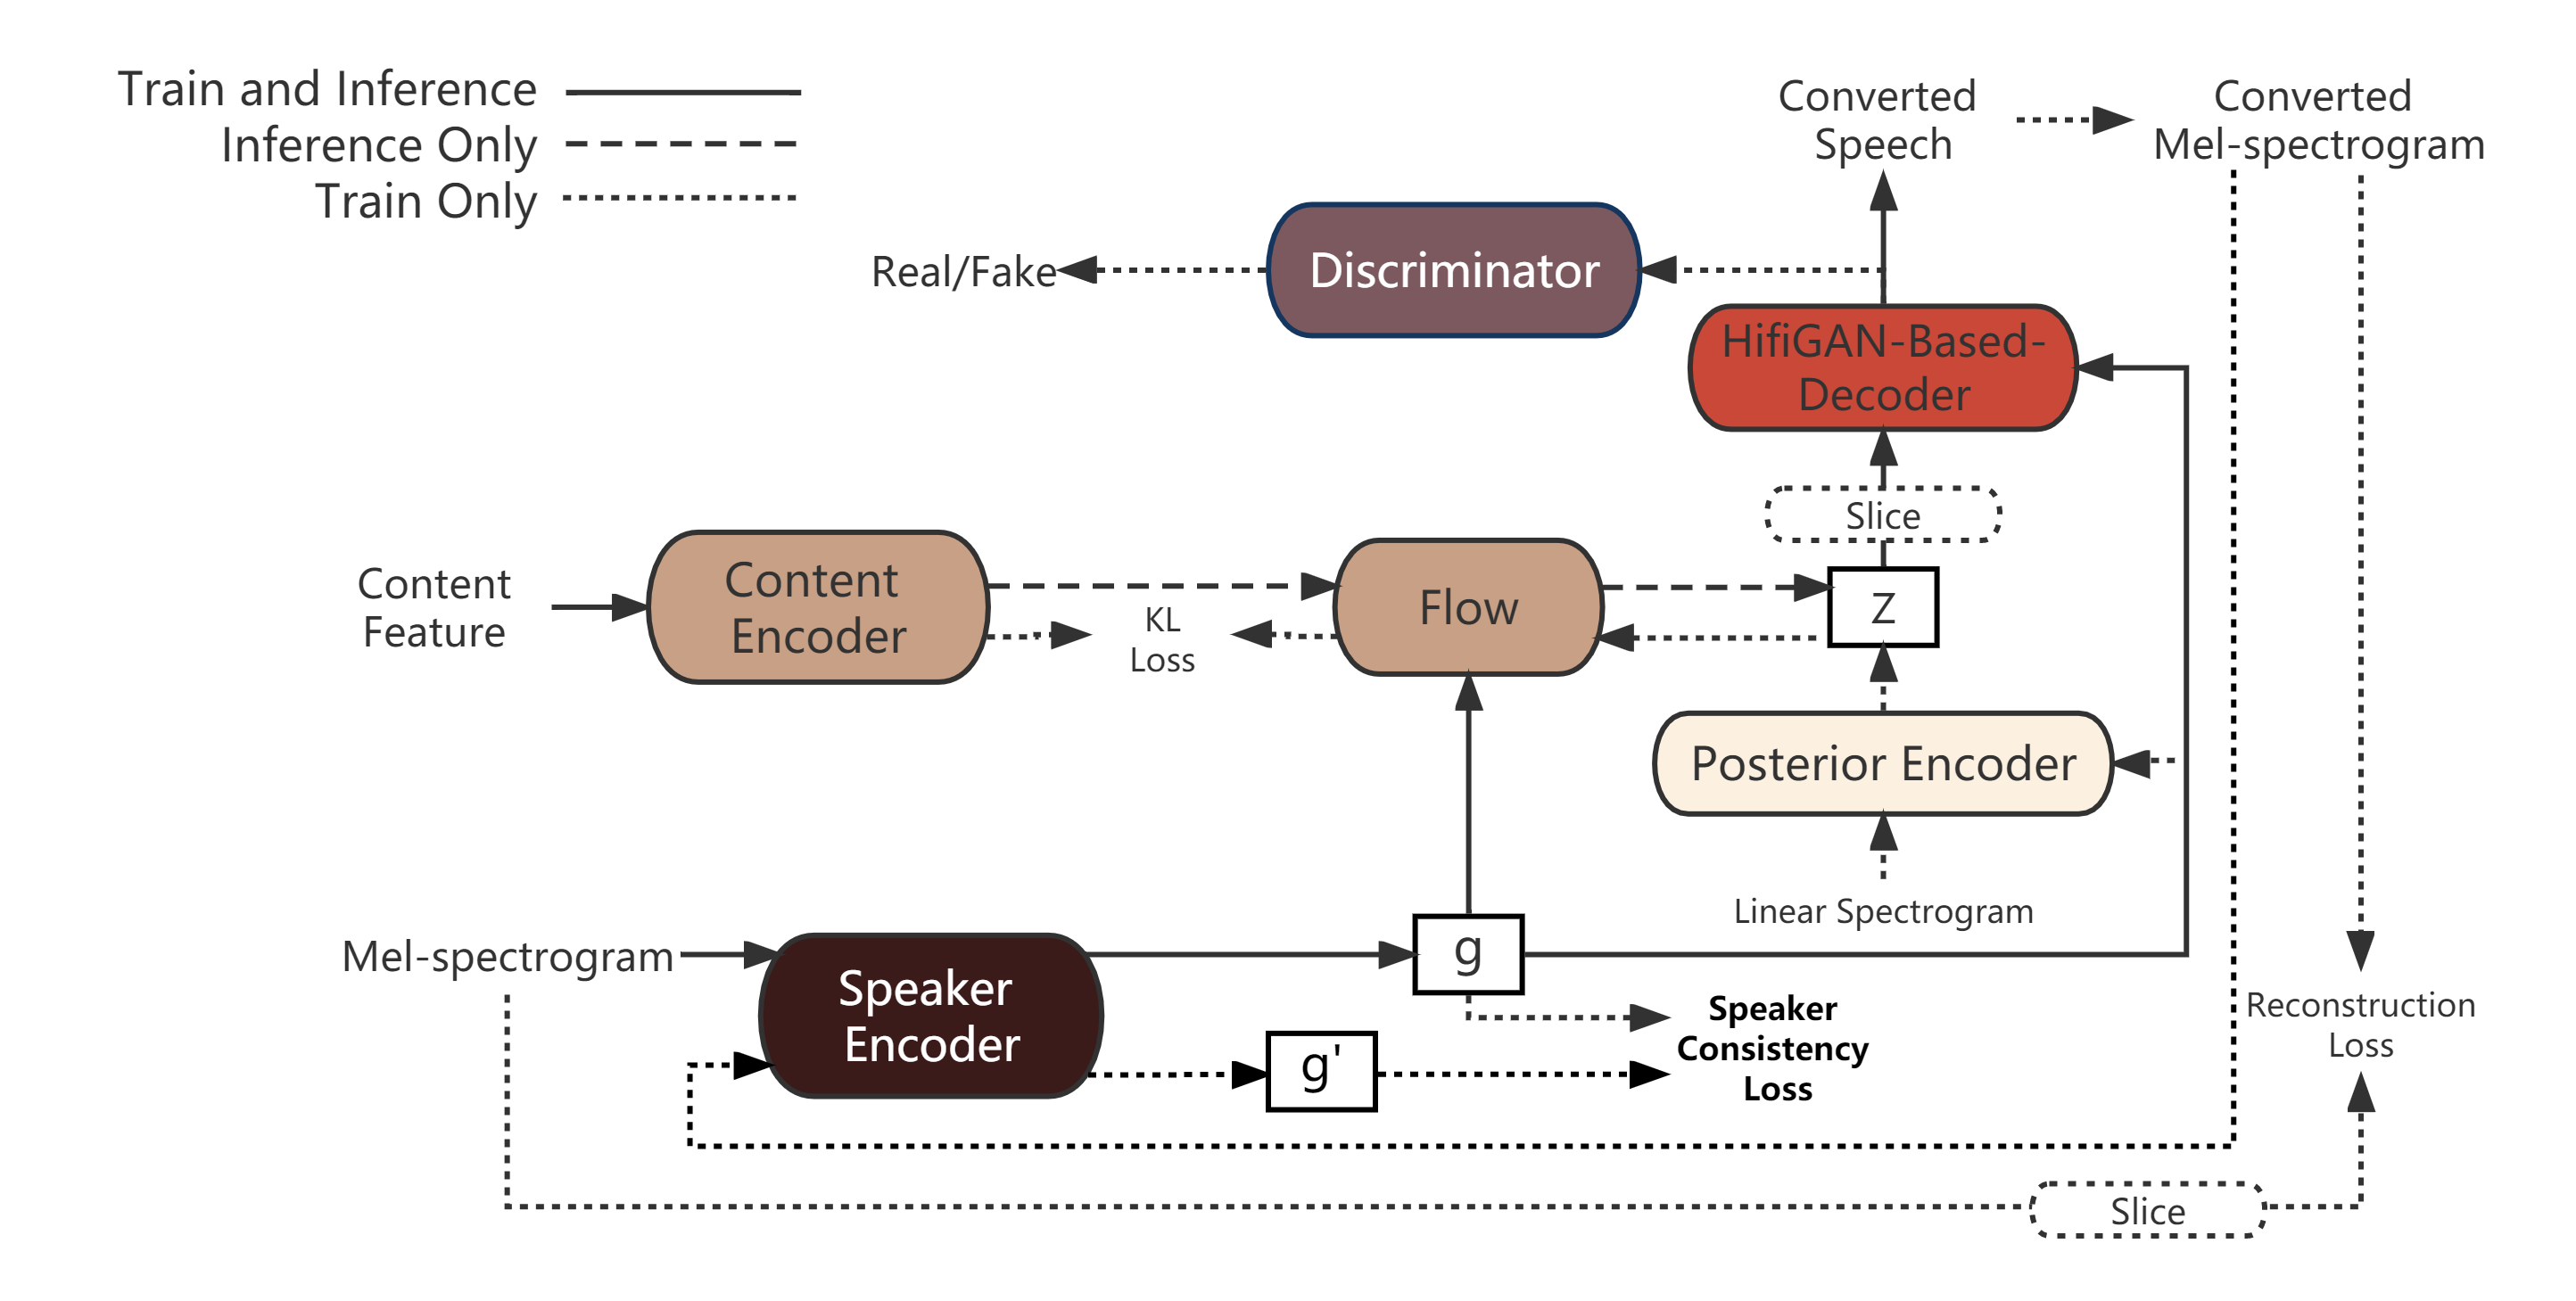 Train and Inference
Inference Only
Train Only
Converted
Speech
Converted
Mel-spectrogram
Real/Fake
Discriminator
HifiGAN-Based-
Decoder
Slice
Content
Feature
Content
Encoder
KL
Loss
Flow
z
Posterior Encoder
Linear Spectrogram
Mel-spectrogram
Speaker
Encoder
g
g'
Speaker
Consistency
Loss
Reconstruction
Loss
Slice